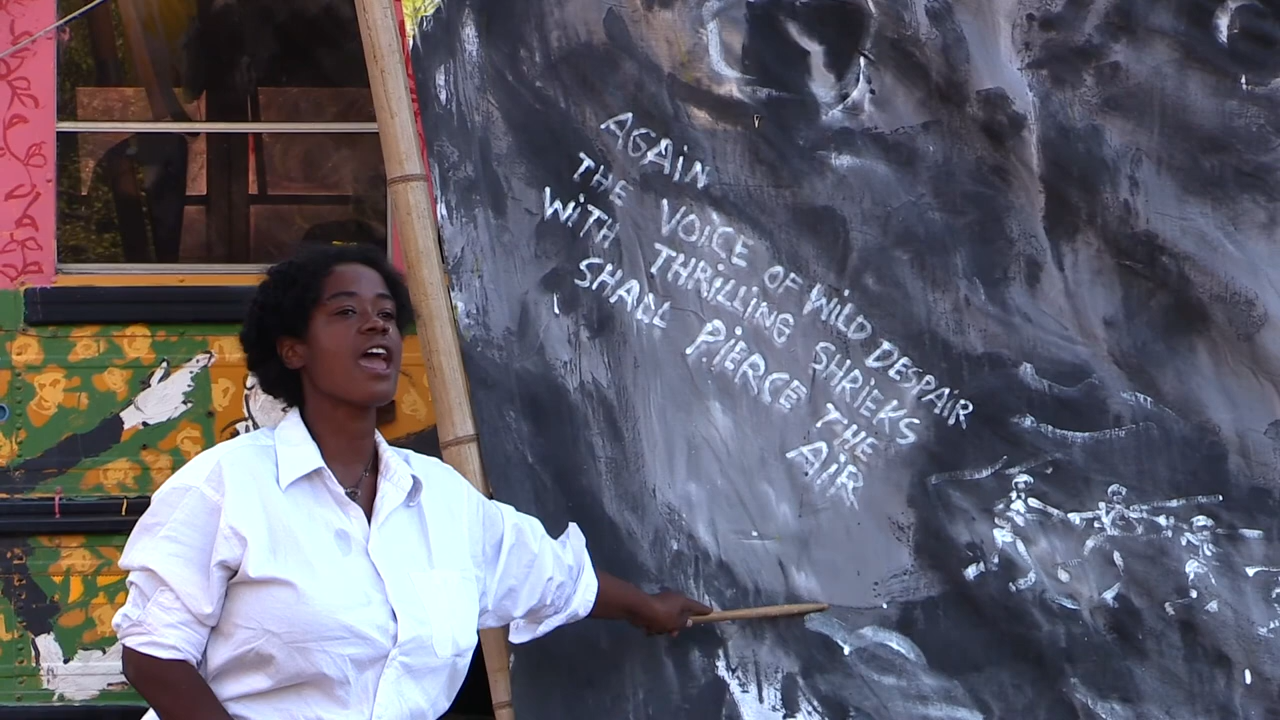 AGAIN
THE VOICE OF WILD DESPAIR
WITH THRILLING SHRIEKS
SHALL PIERCE THE
AIR